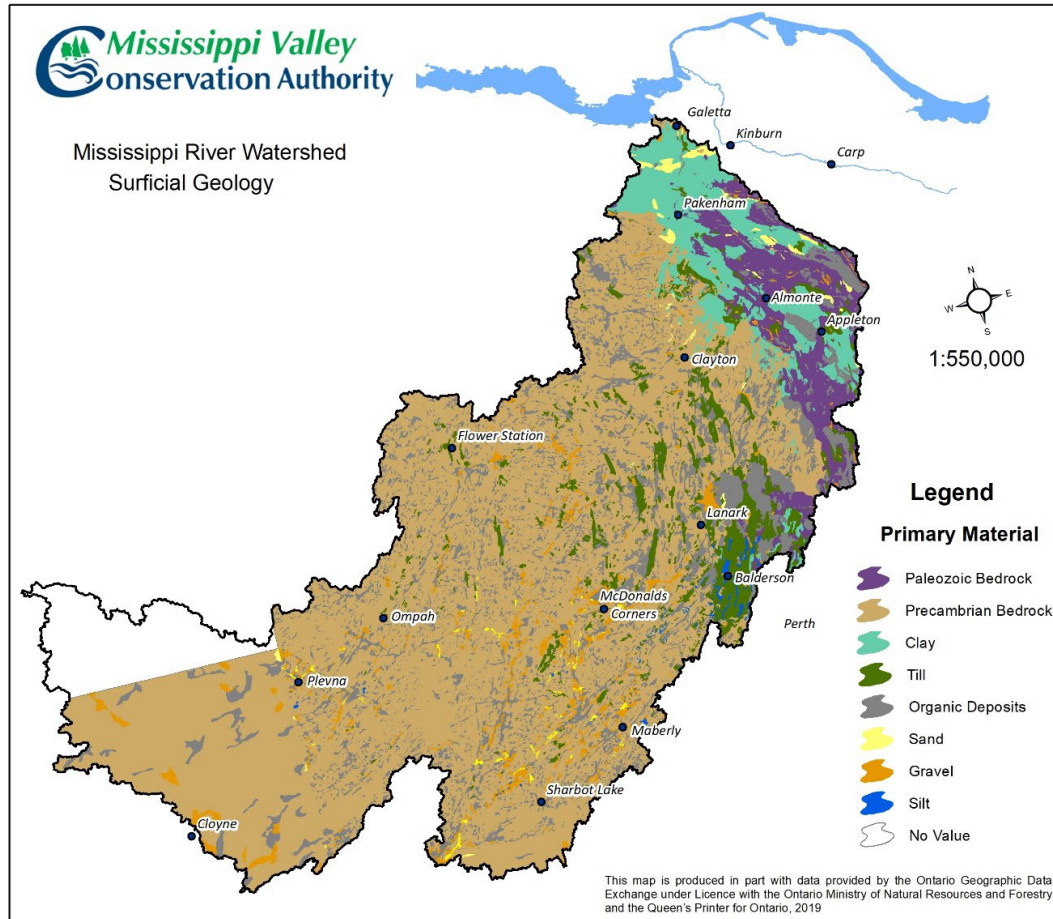 Mississippi Valley
Conservation Authority
Mississippi River Watershed
Surficial Geology
Galetta
Kinburn
Carp
Pakenham
N
W E
S
1:550,000
Almonte
Appleton
Clayton
Flower Station
Lanark
Balderson
McDonalds
Corners
Ompah
Perth
Plevna
Maberly
Sharbot Lake
Cloyne
Legend
Primary Material
Paleozoic Bedrock
Precambrian Bedrock
Clay
Till
Organic Deposits
Sand
Gravel
Silt
No Value
This map is produced in part with data provided by the Ontario Geographic Data
Exchange under Licence with the Ontario Ministry of Natural Resources and Forestry
and the Queen's Printer for Ontario, 2019